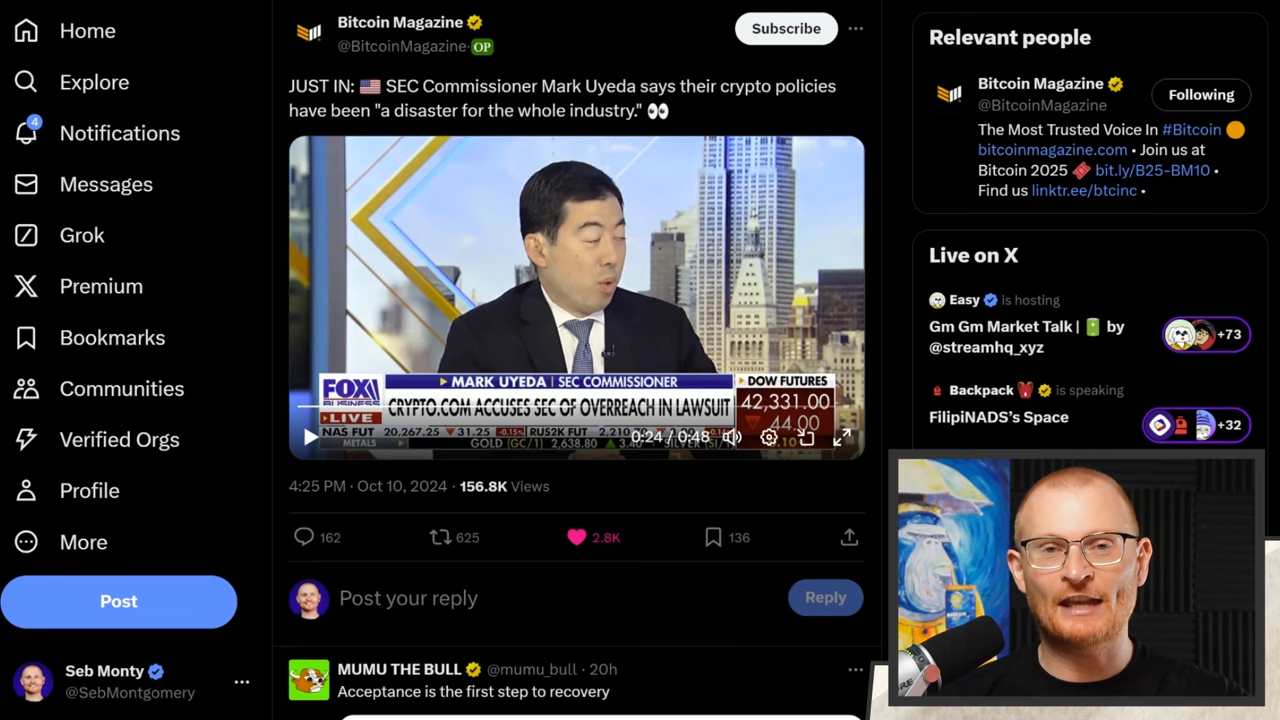 Home
Explore
4
Notifications
Messages
Grok
Premium
Bookmarks
Communities
Verified Orgs
Profile
More
Post
Seb Monty
@SebMontgomery
Bitcoin Magazine
@BitcoinMagazine· OP
Subscribe
JUST IN: 🇺🇸 SEC Commissioner Mark Uyeda says their crypto policies
have been "a disaster for the whole industry." 👀
MARK UYEDA | SEC COMMISSIONER
FOX
BUSINESS
CRYPTO.COM ACCUSES SEC OF OVERREACH IN LAWSUIT
LIVE
DOW FUTURES
42,331.00
44.00
NAS FUT 20,267.25 ▼ 31.25 -0.15% RUS2K FUT 2,210
METALS GOLD (GC/1) 2,638.80 ▲ 3.40 SILVER (SI/1)
0:24 / 0:48
4:25 PM · Oct 10, 2024 · 156.8K Views
162
625
2.8K
136
Post your reply
Reply
MUMU THE BULL @mumu_bull · 20h
Acceptance is the first step to recovery
Relevant people
Bitcoin Magazine
@BitcoinMagazine
Following
The Most Trusted Voice In #Bitcoin 🟠
bitcoinmagazine.com • Join us at
Bitcoin 2025 🎟 bit.ly/B25-BM10 •
Find us linktr.ee/btcinc •
Live on X
Easy is hosting
Gm Gm Market Talk | 🔋 by
@streamhq_xyz
+73
Backpack 🎒 is speaking
FilipiNADS's Space
+32